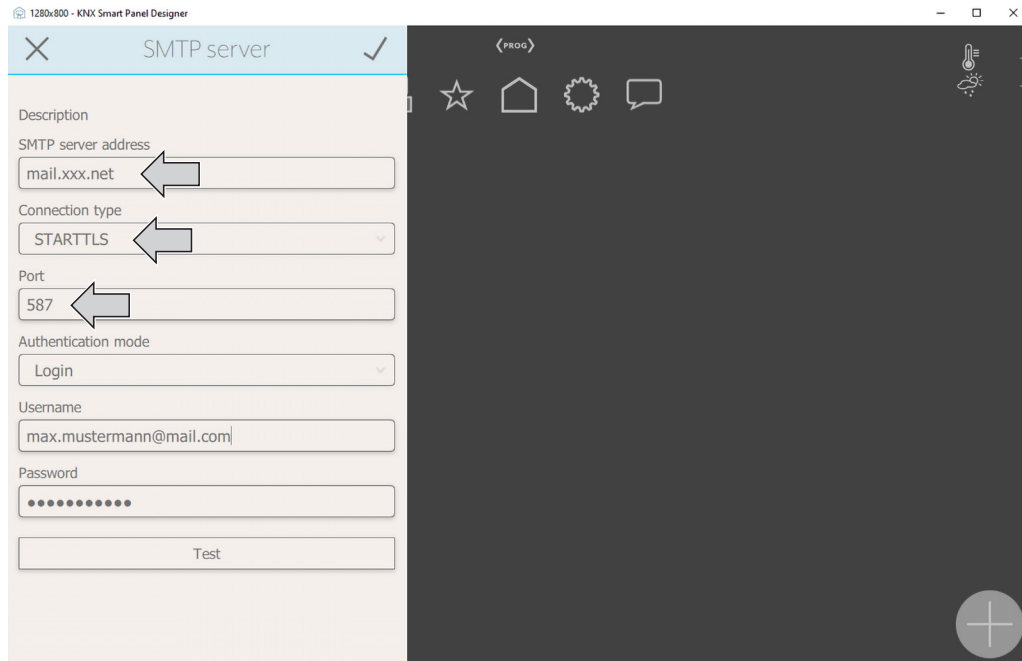 1280x800 - KNX Smart Panel Designer
SMTP server
PROG
Description
SMTP server address
mail.xxx.net
Connection type
STARTTLS
Port
587
Authentication mode
Login
Username
max.mustermann@mail.com
Password
●●●●●●●●●●●
Test